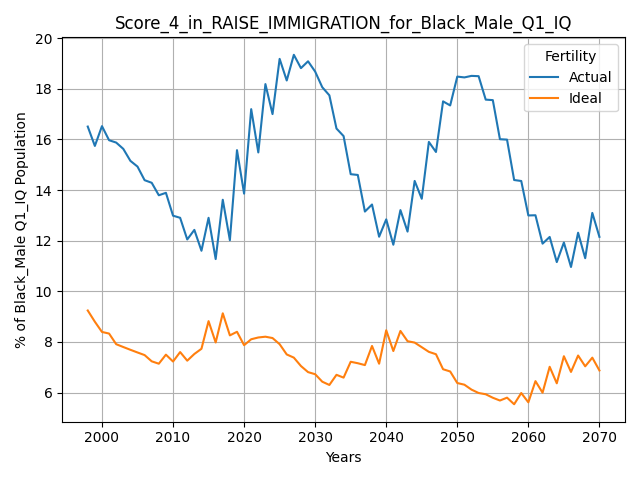 Score_4_in_RAISE_IMMIGRATION_for_Black_Male_Q1_IQ
% of Black_Male Q1_IQ Population
20
18
16
14
12
10
8
6
Fertility
Actual
Ideal
2000 2010 2020 2030 2040 2050 2060 2070
Years